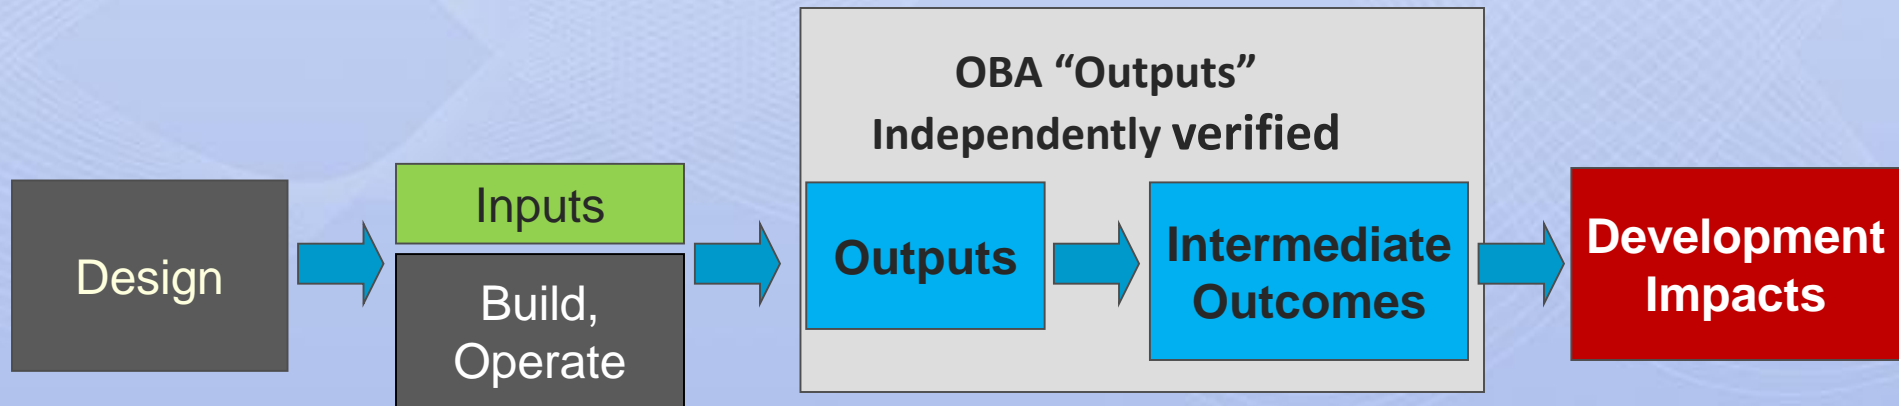 OBA “Outputs”
Independently verified
Design
Inputs
Build,
Operate
Outputs
Intermediate
Outcomes
Development
Impacts